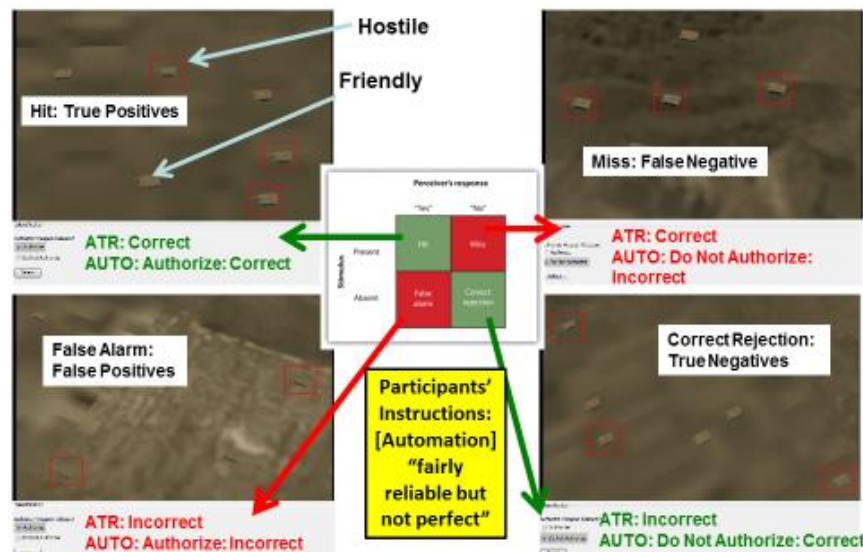 Hostile
Friendly
Hit: True Positives
Miss: False Negative
Perceiver's response
"Yes"
"No"
Stimulus
Present
Absent
Hit
Miss
False
alarm
Correct
rejection
ATR: Correct
AUTO: Authorize: Correct
ATR: Correct
AUTO: Do Not Authorize:
Incorrect
False Alarm:
False Positives
Correct Rejection:
True Negatives
Participants'
Instructions:
[Automation]
"fairly
reliable but
not perfect"
ATR: Incorrect
AUTO: Authorize: Incorrect
ATR: Incorrect
AUTO: Do Not Authorize: Correct